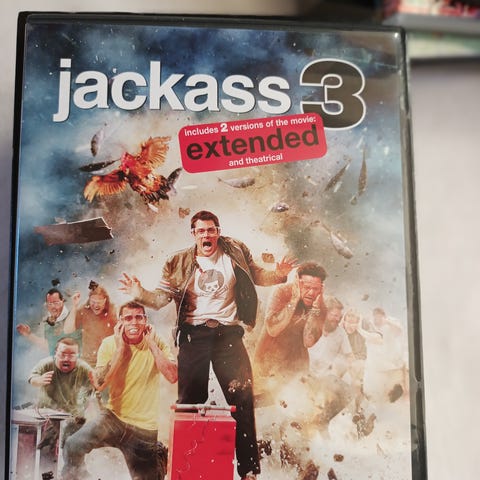 jackass 3
includes 2 versions of the movie:
extended
and theatrical